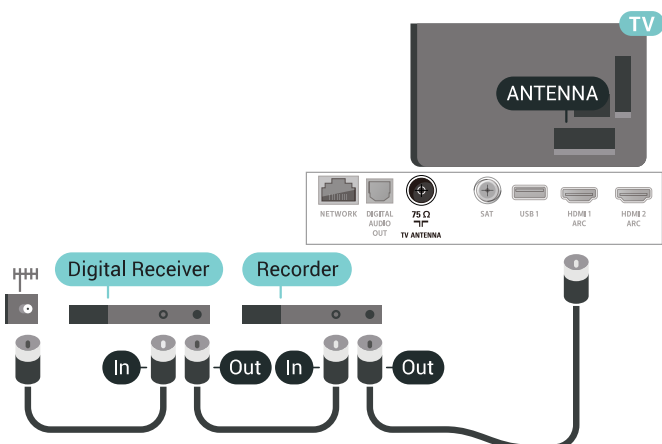 TV
ANTENNA
NETWORK
DIGITAL
AUDIO
OUT
75 Ω
TV ANTENNA
SAT
USB 1
HDMI 1
ARC
HDMI 2
ARC
Digital Receiver
Recorder
In
Out
In
Out